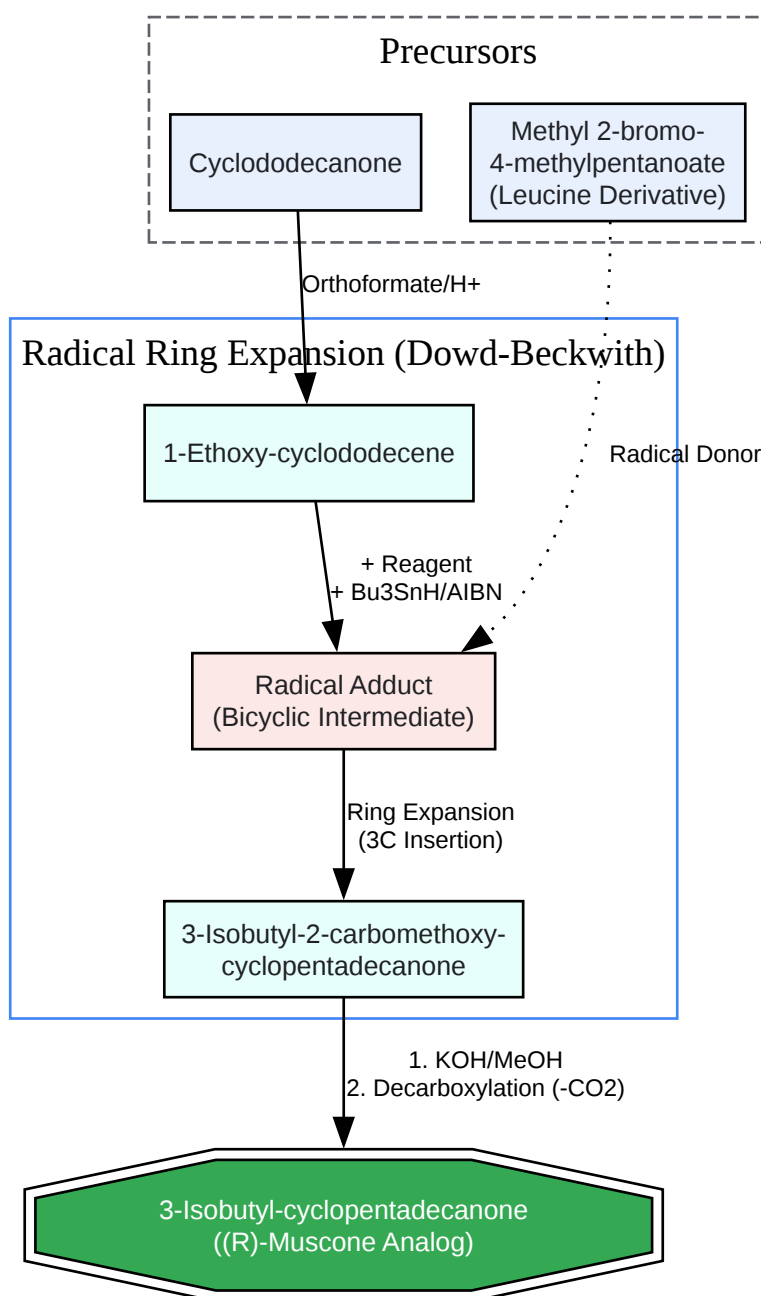 Precursors
Cyclododecanone
Methyl 2-bromo-
4-methylpentanoate
(Leucine Derivative)
Orthoformate/H+
Radical Ring Expansion (Dowd-Beckwith)
1-Ethoxy-cyclododecene
Radical Donor
+ Reagent
+ Bu3SnH/AIBN
Radical Adduct
(Bicyclic Intermediate)
Ring Expansion
(3C Insertion)
3-Isobutyl-2-carbomethoxy-
cyclopentadecanone
1. KOH/MeOH
2. Decarboxylation (-CO2)
3-Isobutyl-cyclopentadecanone
((R)-Muscone Analog)